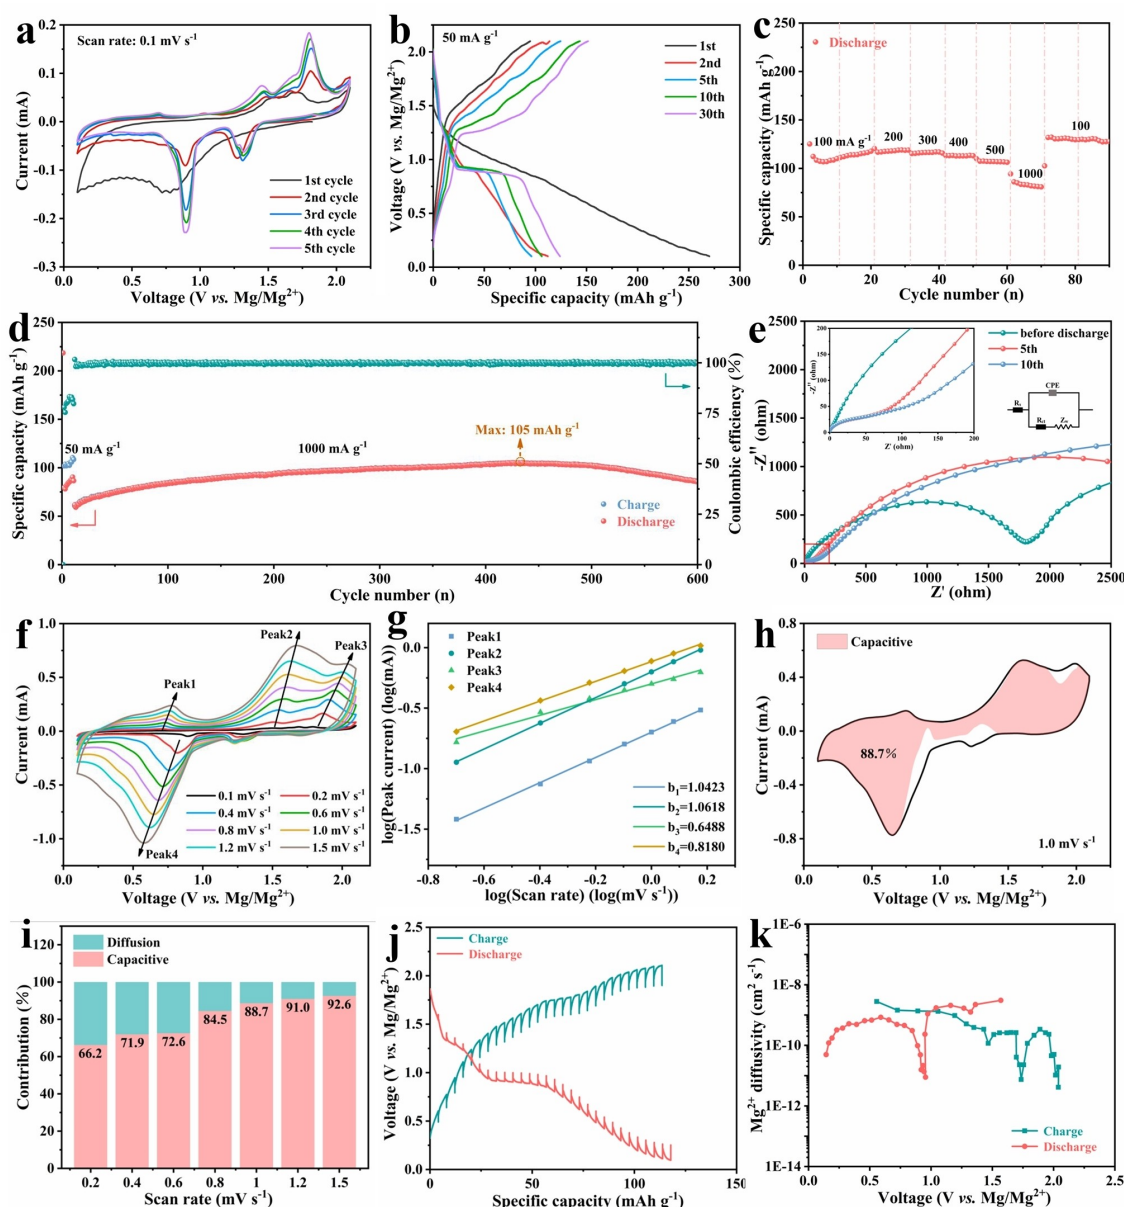 a
Scan rate: 0.1 mV s⁻¹
0.2
0.1
0.0
-0.1
-0.2
-0.3
Current (mA)
1st cycle
2nd cycle
3rd cycle
4th cycle
5th cycle
0.0 0.5 1.0 1.5 2.0
Voltage (V vs. Mg/Mg²⁺)
b
50 mA g⁻¹
2.0
1.5
1.0
0.5
0.0
Voltage (V vs. Mg/Mg²⁺)
1st
2nd
5th
10th
30th
0 50 100 150 200 250 300
Specific capacity (mAh g⁻¹)
c
Discharge
250
200
150
100
50
0
Specific capacity (mAh g⁻¹)
100 mA g⁻¹ 200 300 400 500 1000 100
0 20 40 60 80
Cycle number (n)
d
250
225
200
175
150
125
100
75
50
25
0
Specific capacity (mAh g⁻¹)
50 mA g⁻¹
1000 mA g⁻¹
Max: 105 mAh g⁻¹
Charge
Discharge
100
75
50
25
0
Coulombic efficiency (%)
0 100 200 300 400 500 600
Cycle number (n)
e
2500
2000
1500
1000
500
0
-Z'' (ohm)
before discharge
5th
10th
200
150
100
50
0
-Z'' (ohm)
0 50 100 150 200
Z' (ohm)
CPE
0 500 1000 1500 2000 2500
Z' (ohm)
f
1.0
0.5
0.0
-0.5
-1.0
Current (mA)
Peak1
Peak2
Peak3
Peak4
0.1 mV s⁻¹ 0.2 mV s⁻¹
0.4 mV s⁻¹ 0.6 mV s⁻¹
0.8 mV s⁻¹ 1.0 mV s⁻¹
1.2 mV s⁻¹ 1.5 mV s⁻¹
0.0 0.5 1.0 1.5 2.0
Voltage (V vs. Mg/Mg²⁺)
g
0.0
-0.5
-1.0
-1.5
log(Peak current) (log(mA))
Peak1
Peak2
Peak3
Peak4
b₁=1.0423
b₂=1.0618
b₃=0.6488
b₄=0.8180
-0.8 -0.6 -0.4 -0.2 0.0 0.2
log(Scan rate) (log(mV s⁻¹))
h
Capacitive
0.8
0.4
0.0
-0.4
-0.8
Current (mA)
88.7%
1.0 mV s⁻¹
0.0 0.5 1.0 1.5 2.0
Voltage (V vs. Mg/Mg²⁺)
i
Diffusion
Capacitive
120
100
80
60
40
20
0
Contribution (%)
66.2 71.9 72.6 84.5 88.7 91.0 92.6
0.2 0.4 0.6 0.8 1 1.2 1.5
Scan rate (mV s⁻¹)
j
Charge
Discharge
2.5
2.0
1.5
1.0
0.5
0.0
Voltage (V vs. Mg/Mg²⁺)
0 50 100 150
Specific capacity (mAh g⁻¹)
k
1E-6
1E-8
1E-10
1E-12
1E-14
Mg²⁺ diffusivity (cm² s⁻¹)
Charge
Discharge
0.0 0.5 1.0 1.5 2.0 2.5
Voltage (V vs. Mg/Mg²⁺)